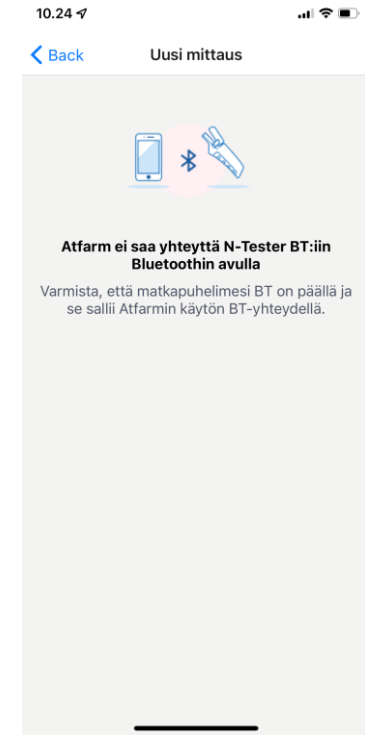 10.24
Back
Uusi mittaus
Atfarm ei saa yhteyttä N-Tester BT:iin
Bluetoothin avulla
Varmista, että matkapuhelimesi BT on päällä ja
se sallii Atfarmin käytön BT-yhteydellä.